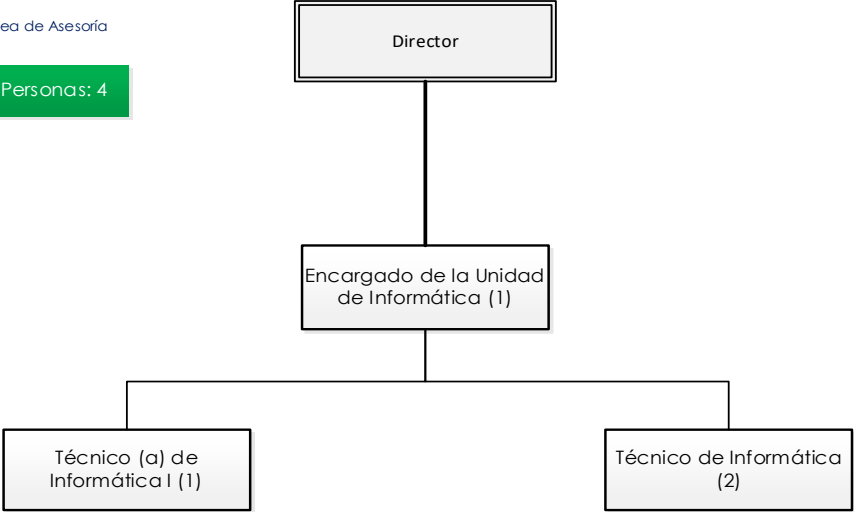 ea de Asesoría
Director
Personas: 4
Encargado de la Unidad
de Informática (1)
Técnico (a) de
Informática I (1)
Técnico de Informática
(2)